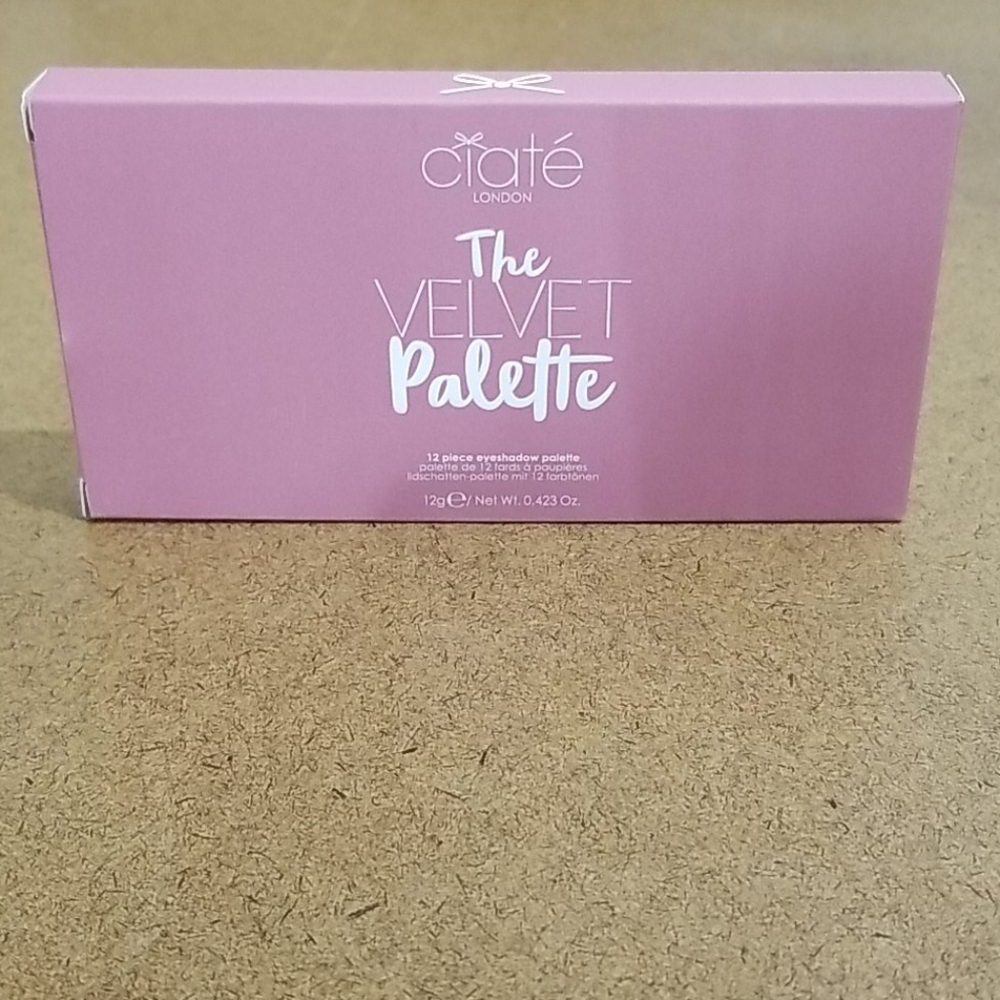 ciaté
LONDON
The
VELVET
Palette
12 piece eyeshadow palette
palette de 12 fards à paupières
lidschatten-palette mit 12 farbtönen
12g ℮/ Net Wt. 0.423 Oz.